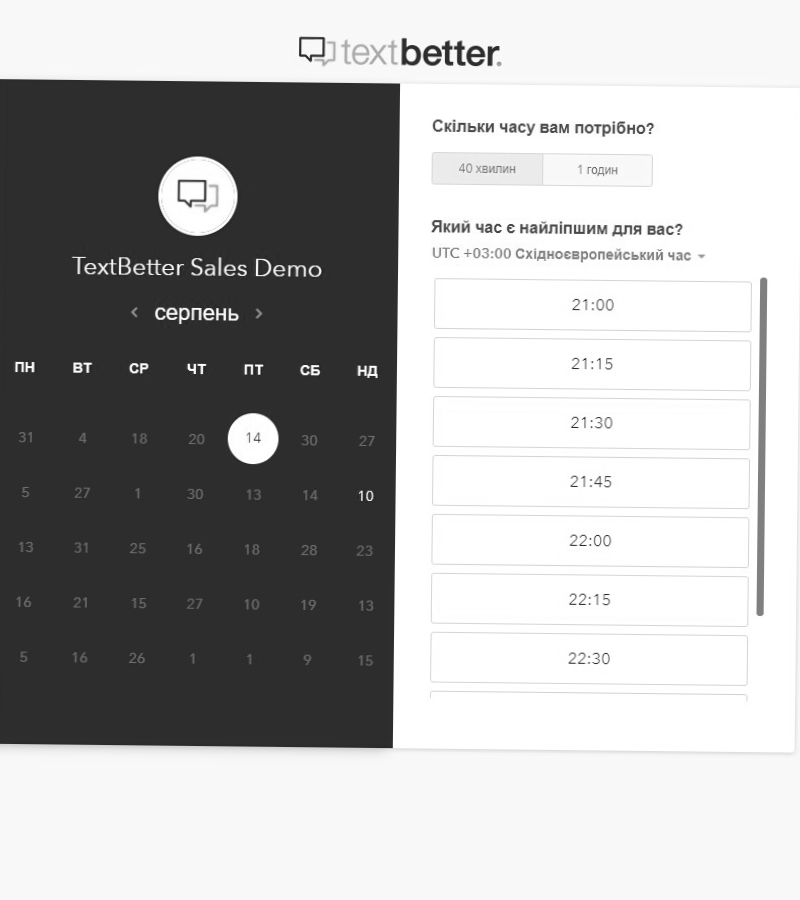 textbetter.
TextBetter Sales Demo
серпень
ПН ВТ СР ЧТ ПТ СБ НД
31 4 18 20 14 30 27
5 27 1 30 13 14 10
13 31 25 16 18 28 23
16 21 15 27 10 19 13
5 16 26 1 1 9 15
Скільки часу вам потрібно?
40 хвилин 1 годин
Який час є найліпшим для вас?
UTC +03:00 Східноєвропейський час
21:00
21:15
21:30
21:45
22:00
22:15
22:30